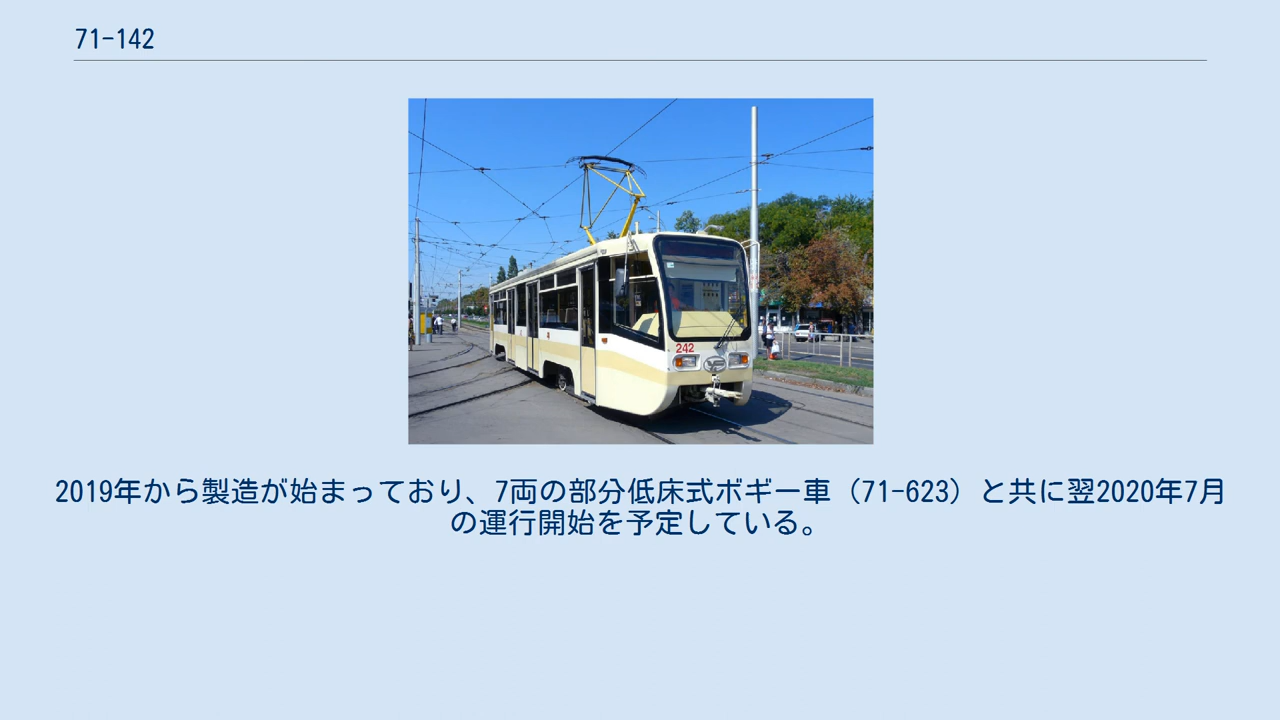 71-142
242
2019年から製造が始まっており、7両の部分低床式ボギー車（71-623）と共に翌2020年7月
の運行開始を予定している。